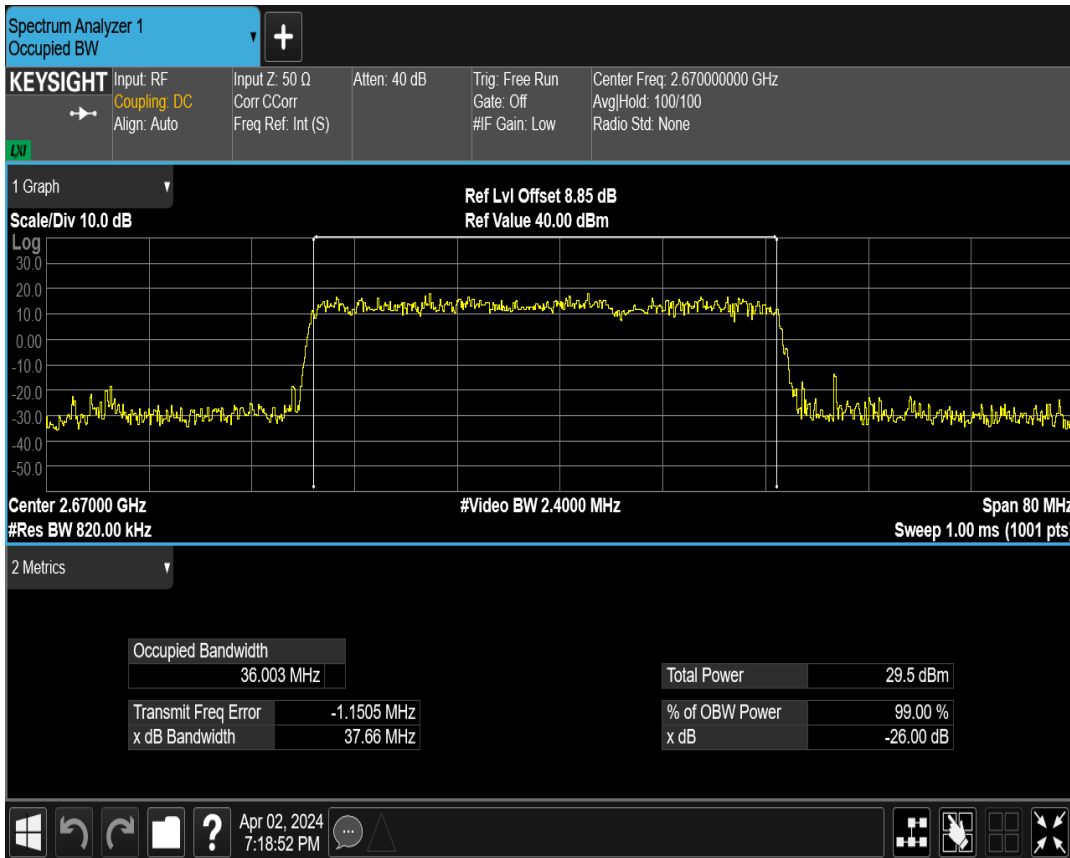 Spectrum Analyzer 1
Occupied BW
+
KEYSIGHT
Input: RF
Coupling: DC
Align: Auto
Input Z: 50 Ω
Corr CCorr
Freq Ref: Int (S)
Atten: 40 dB
Trig: Free Run
Gate: Off
#IF Gain: Low
Center Freq: 2.670000000 GHz
Avg|Hold: 100/100
Radio Std: None
LXI
1 Graph
Ref Lvl Offset 8.85 dB
Scale/Div 10.0 dB
Ref Value 40.00 dBm
Log
30.0
20.0
10.0
0.00
-10.0
-20.0
-30.0
-40.0
-50.0
Center 2.67000 GHz
#Video BW 2.4000 MHz
Span 80 MHz
#Res BW 820.00 kHz
Sweep 1.00 ms (1001 pts)
2 Metrics
Occupied Bandwidth
36.003 MHz
Total Power 29.5 dBm
Transmit Freq Error -1.1505 MHz
% of OBW Power 99.00 %
x dB Bandwidth 37.66 MHz
x dB -26.00 dB
?
Apr 02, 2024
7:18:52 PM